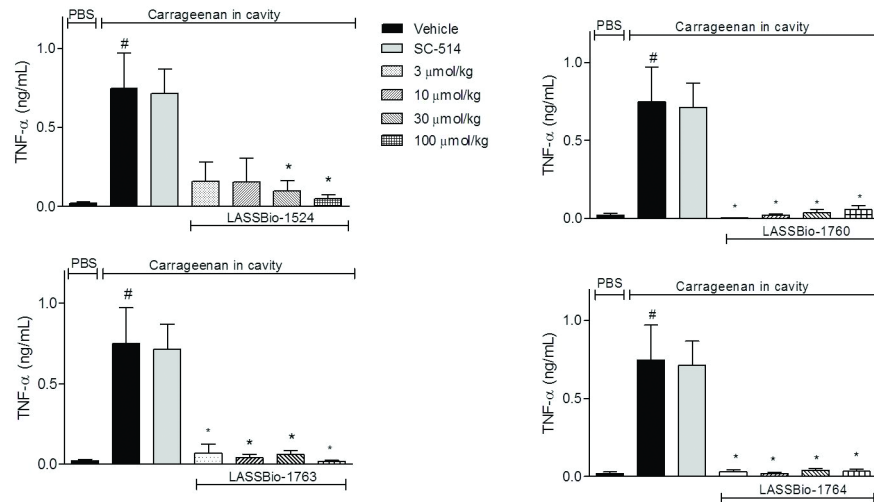 PBS Carrageenan in cavity
#
TNF-α (ng/mL)
1.0
0.5
0.0
* *
LASSBio-1524
Vehicle
SC-514
3 μmol/kg
10 μmol/kg
30 μmol/kg
100 μmol/kg
PBS Carrageenan in cavity
#
TNF-α (ng/mL)
1.0
0.5
0.0
* * * *
LASSBio-1760
PBS Carrageenan in cavity
#
TNF-α (ng/mL)
1.0
0.5
0.0
* * * *
LASSBio-1763
PBS Carrageenan in cavity
#
TNF-α (ng/mL)
1.0
0.5
0.0
* * * *
LASSBio-1764